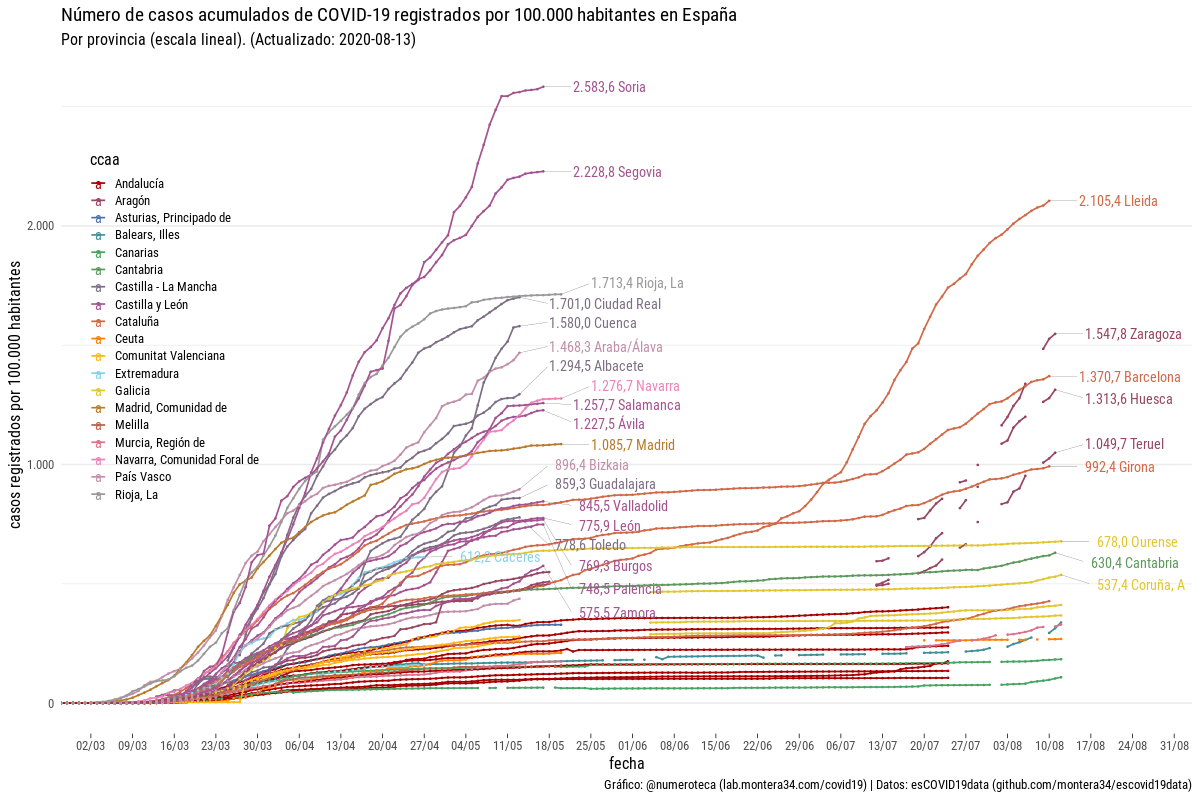 Número de casos acumulados de COVID-19 registrados por 100.000 habitantes en España
Por provincia (escala lineal). (Actualizado: 2020-08-13)
casos registrados por 100.000 habitantes
2.000
1.000
0
ccaa
Andalucía
Aragón
Asturias, Principado de
Balears, Illes
Canarias
Cantabria
Castilla - La Mancha
Castilla y León
Cataluña
Ceuta
Comunitat Valenciana
Extremadura
Galicia
Madrid, Comunidad de
Melilla
Murcia, Región de
Navarra, Comunidad Foral de
País Vasco
Rioja, La
2.583,6 Soria
2.228,8 Segovia
2.105,4 Lleida
1.713,4 Rioja, La
1.701,0 Ciudad Real
1.580,0 Cuenca
1.547,8 Zaragoza
1.468,3 Araba/Álava
1.294,5 Albacete
1.370,7 Barcelona
1.276,7 Navarra
1.313,6 Huesca
1.257,7 Salamanca
1.227,5 Ávila
1.085,7 Madrid
1.049,7 Teruel
896,4 Bizkaia
992,4 Girona
859,3 Guadalajara
845,5 Valladolid
775,9 León
778,6 Toledo
678,0 Ourense
612,2 Cáceres
769,3 Burgos
630,4 Cantabria
748,5 Palencia
537,4 Coruña, A
575,5 Zamora
02/03 09/03 16/03 23/03 30/03 06/04 13/04 20/04 27/04 04/05 11/05 18/05 25/05 01/06 08/06 15/06 22/06 29/06 06/07 13/07 20/07 27/07 03/08 10/08 17/08 24/08 31/08
fecha
Gráfico: @numeroteca (lab.montera34.com/covid19) | Datos: esCOVID19data (github.com/montera34/escovid19data)